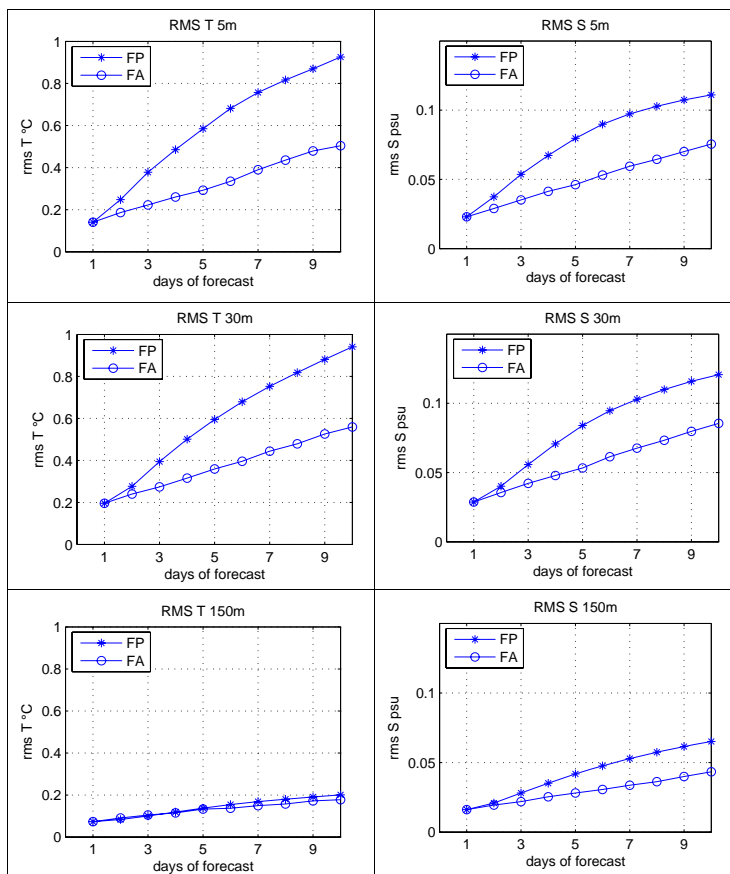 RMS T 5m
FP
FA
rms T °C
1
0.8
0.6
0.4
0.2
0
1 3 5 7 9
days of forecast
RMS S 5m
FP
FA
rms S psu
0.1
0.05
0
1 3 5 7 9
days of forecast
RMS T 30m
FP
FA
rms T °C
1
0.8
0.6
0.4
0.2
0
1 3 5 7 9
days of forecast
RMS S 30m
FP
FA
rms S psu
0.1
0.05
0
1 3 5 7 9
days of forecast
RMS T 150m
FP
FA
rms T °C
1
0.8
0.6
0.4
0.2
0
1 3 5 7 9
days of forecast
RMS S 150m
FP
FA
rms S psu
0.1
0.05
0
1 3 5 7 9
days of forecast